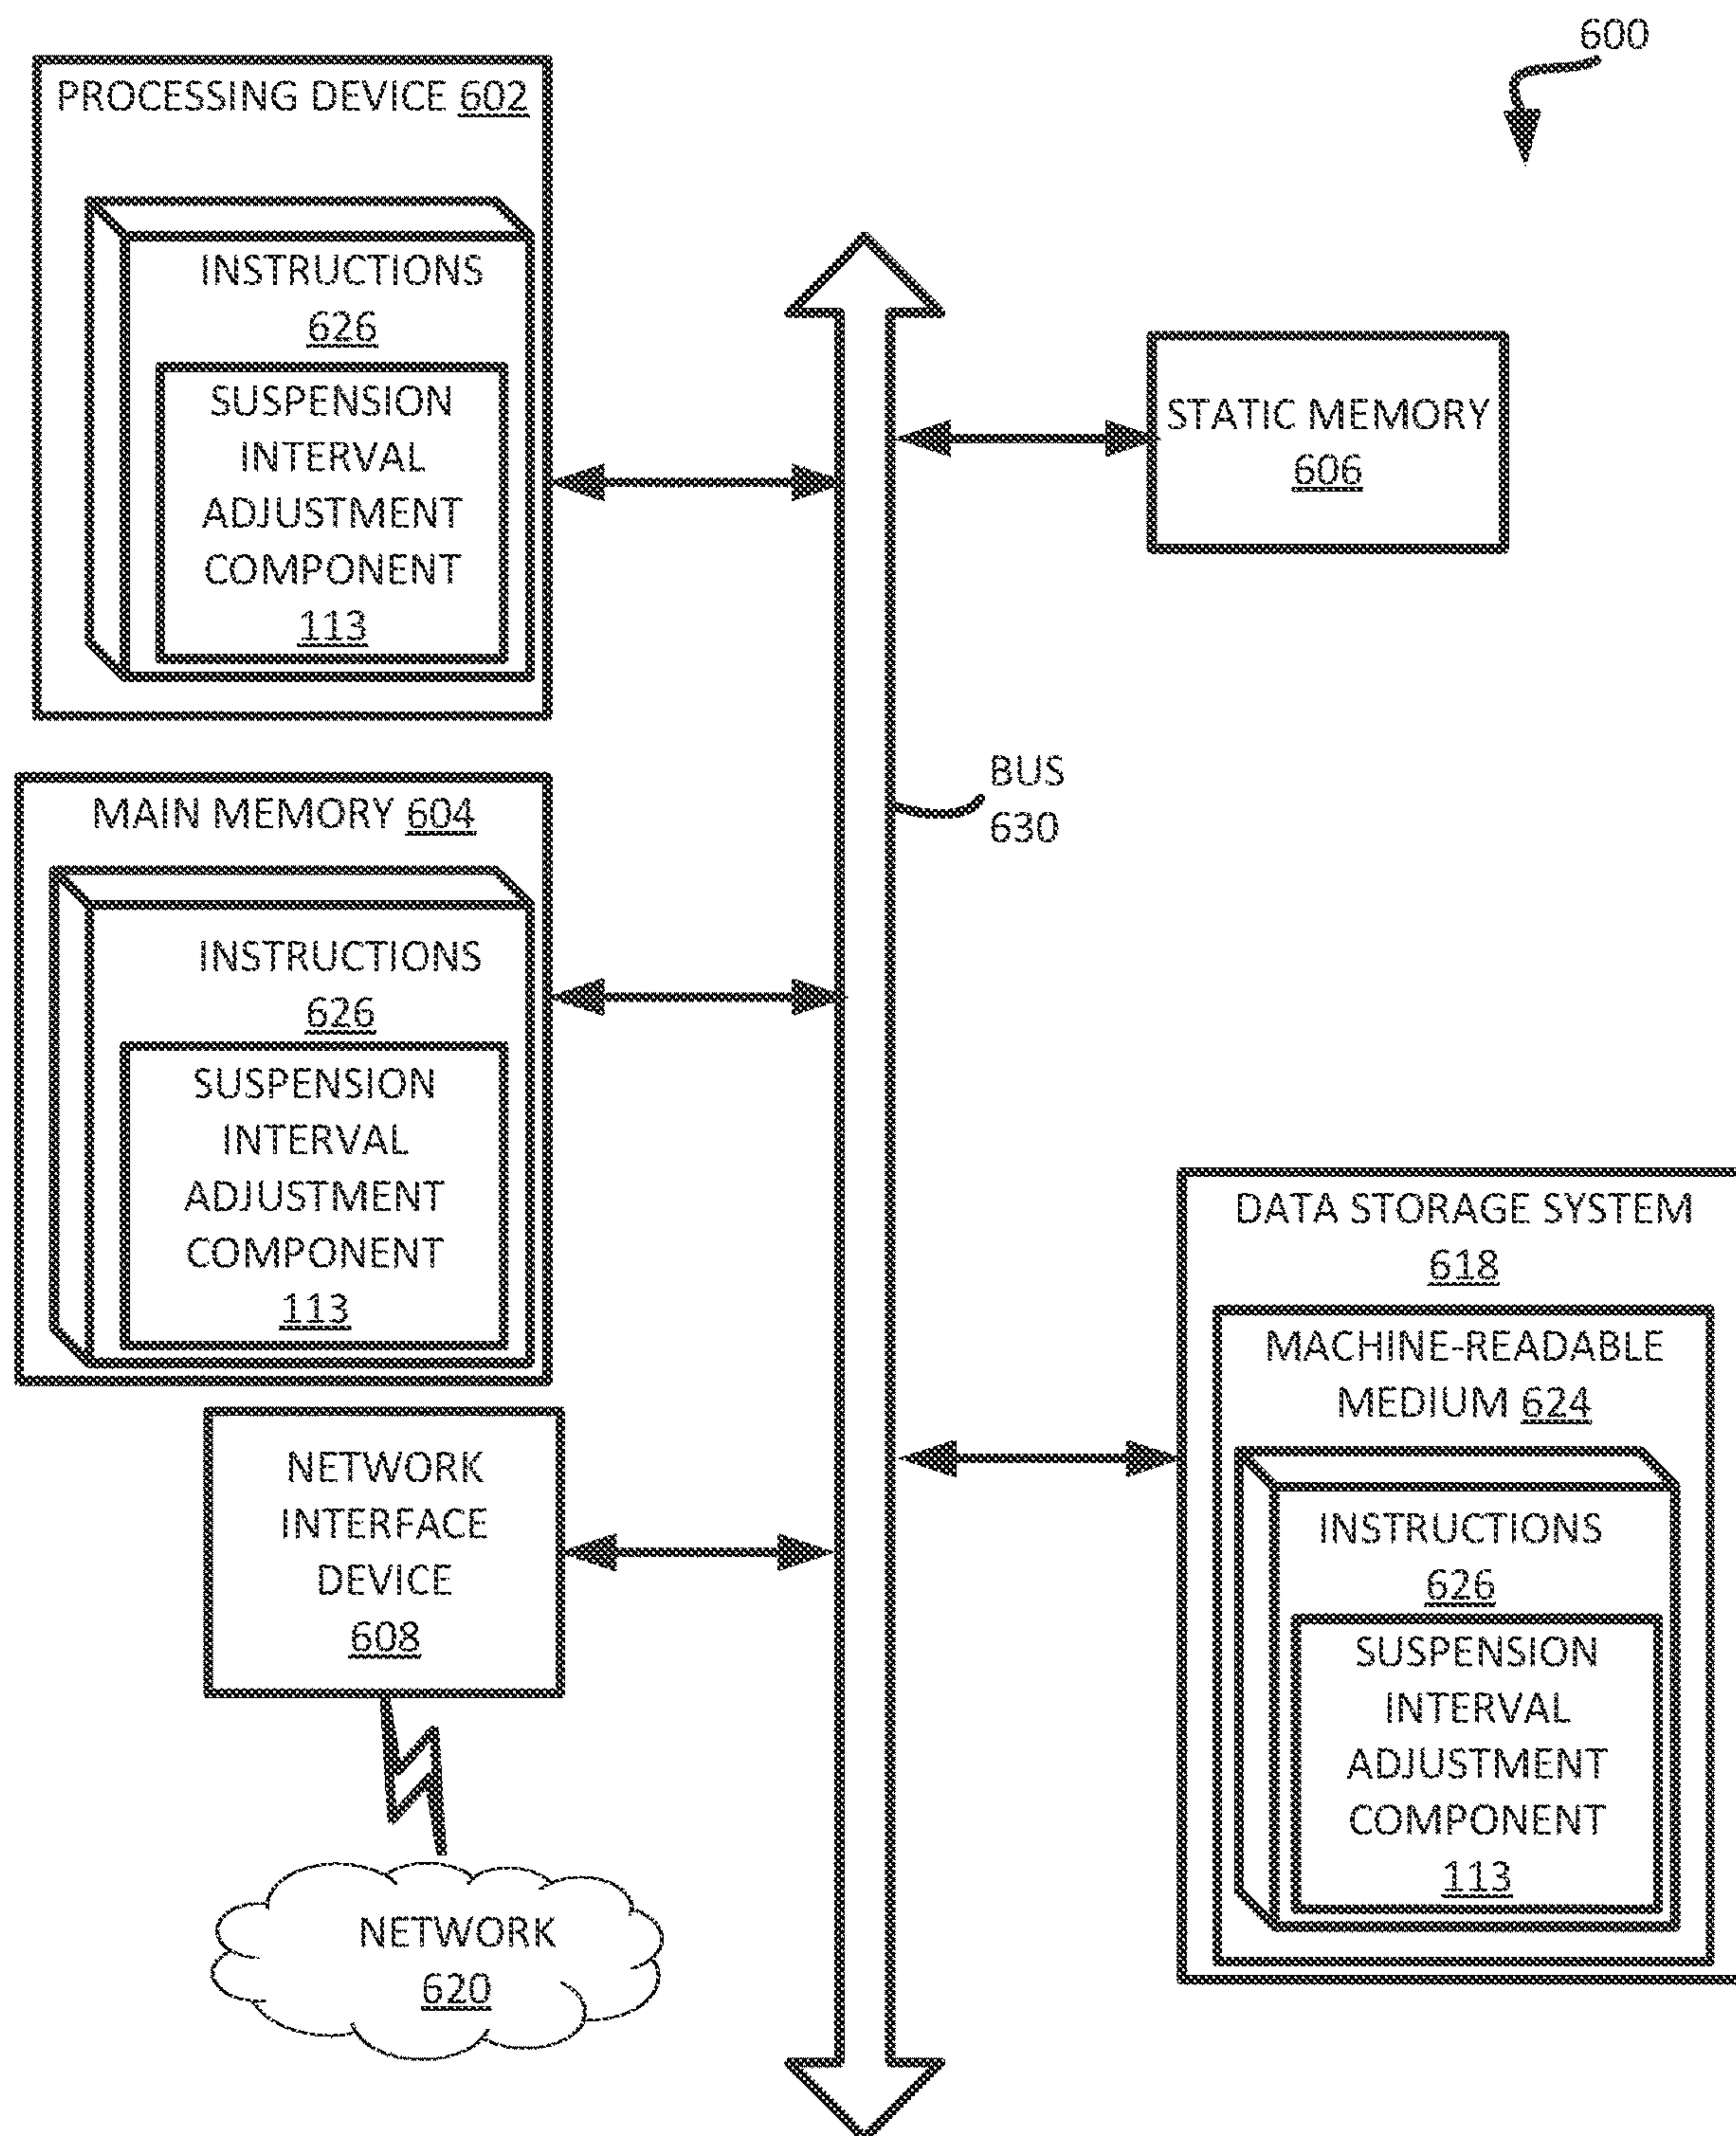 600
PROCESSING DEVICE 602
INSTRUCTIONS
626
SUSPENSION
INTERVAL
ADJUSTMENT
COMPONENT
113
STATIC MEMORY
606
BUS
630
MAIN MEMORY 604
INSTRUCTIONS
626
SUSPENSION
INTERVAL
ADJUSTMENT
COMPONENT
113
DATA STORAGE SYSTEM
618
MACHINE-READABLE
MEDIUM 624
INSTRUCTIONS
626
SUSPENSION
INTERVAL
ADJUSTMENT
COMPONENT
113
NETWORK
INTERFACE
DEVICE
608
NETWORK
620